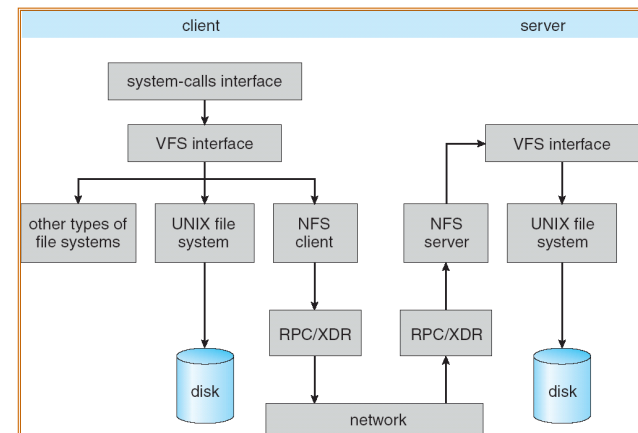 client
server
system-calls interface
VFS interface
VFS interface
other types of
file systems
UNIX file
system
NFS
client
NFS
server
UNIX file
system
RPC/XDR
RPC/XDR
disk
disk
network